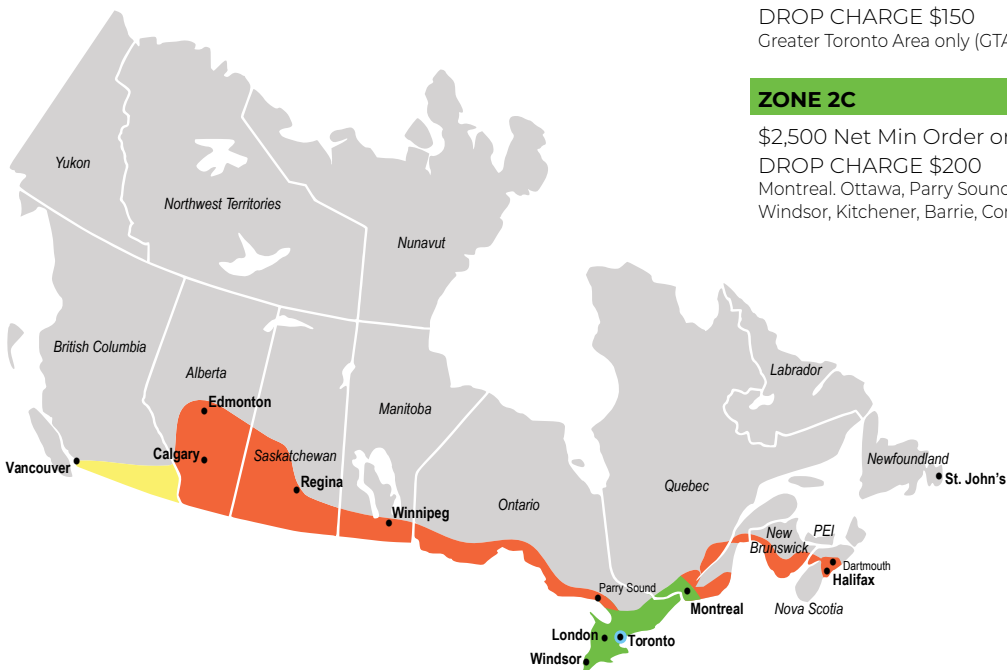 DROP CHARGE $150
Greater Toronto Area only (GTA
ZONE 2C
$2,500 Net Min Order or
DROP CHARGE $200
Montreal. Ottawa, Parry Sound
Windsor, Kitchener, Barrie, Cor
Yukon
Northwest Territories
Nunavut
British Columbia
Alberta
Edmonton
Manitoba
Labrador
Calgary
Saskatchewan
Vancouver
Regina
Winnipeg
Ontario
Quebec
Newfoundland
St. John's
New
Brunswick
PEI
Dartmouth
Halifax
Nova Scotia
Parry Sound
Montreal
London
Toronto
Windsor